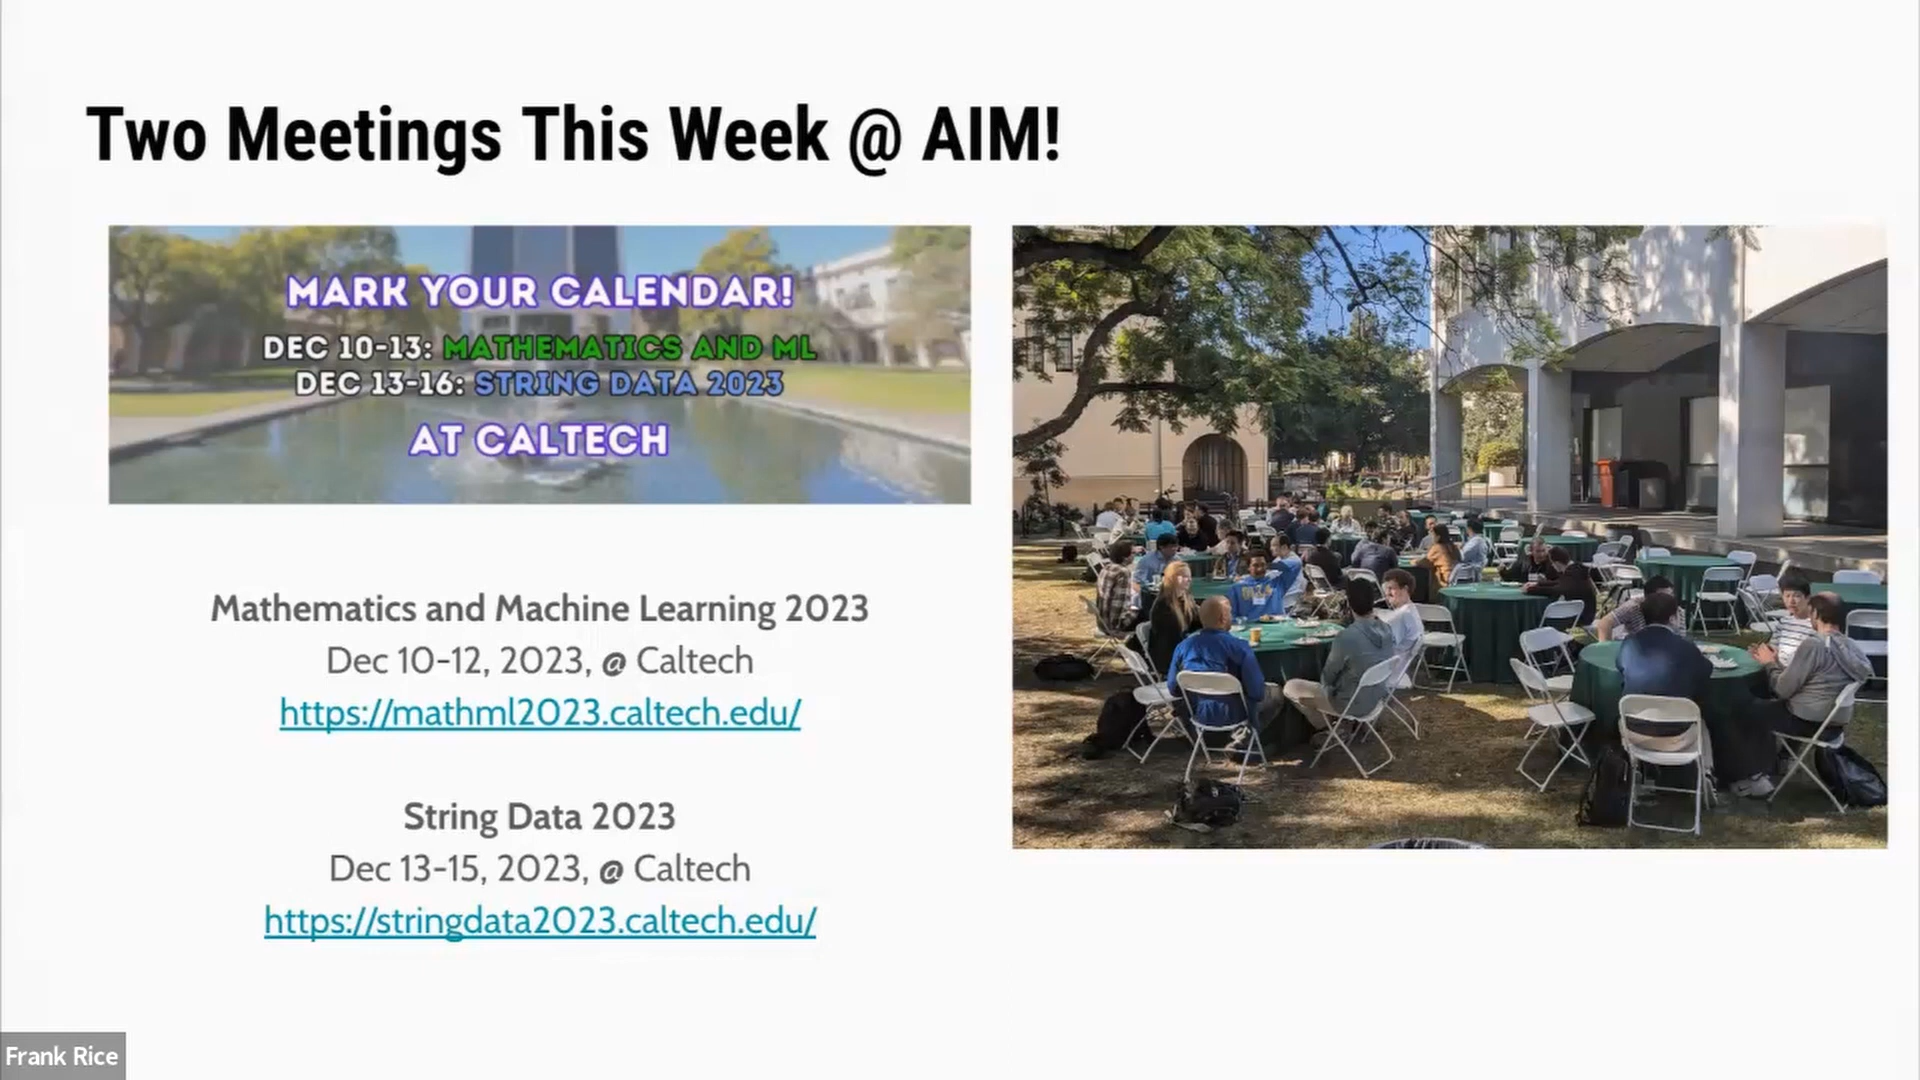 Two Meetings This Week @ AIM!
MARK YOUR CALENDAR!
DEC 10-13: MATHEMATICS AND ML
DEC 13-16: STRING DATA 2023
AT CALTECH
Mathematics and Machine Learning 2023
Dec 10-12, 2023, @ Caltech
https://mathml2023.caltech.edu/
String Data 2023
Dec 13-15, 2023, @ Caltech
https://stringdata2023.caltech.edu/
Frank Rice